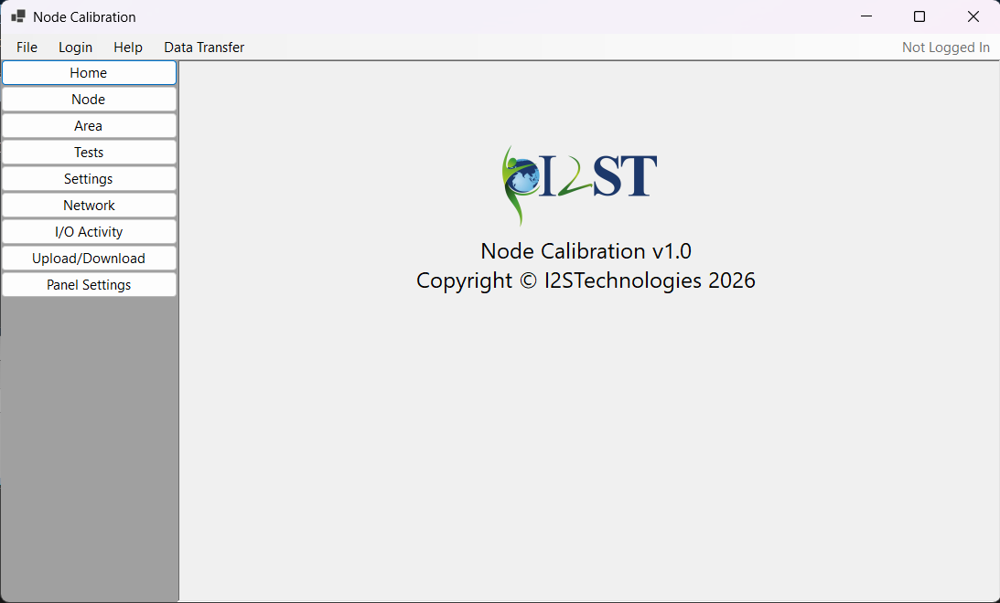 Node Calibration
File Login Help Data Transfer Not Logged In
Home
Node
Area
Tests
Settings
Network
I/O Activity
Upload/Download
Panel Settings
I2ST
Node Calibration v1.0
Copyright © I2STechnologies 2026